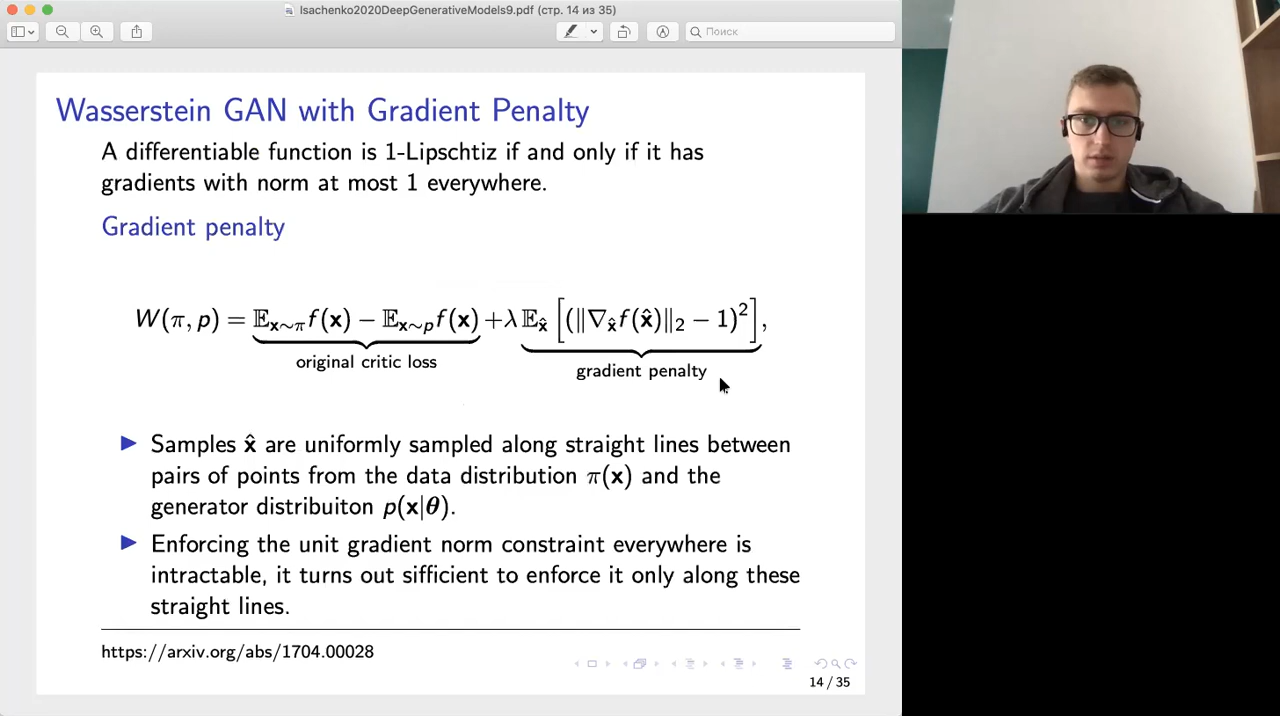 Isachenko2020DeepGenerativeModels9.pdf (стр. 14 из 35)
Поиск
Wasserstein GAN with Gradient Penalty
A differentiable function is 1-Lipschtiz if and only if it has
gradients with norm at most 1 everywhere.
Gradient penalty
W(π, p) = 𝔼ₓ∼π f(x) − 𝔼ₓ∼ₚ f(x) + λ 𝔼_x̂ [(‖∇_x̂ f(x̂)‖₂ − 1)²],
original critic loss
gradient penalty
▶ Samples x̂ are uniformly sampled along straight lines between
pairs of points from the data distribution π(x) and the
generator distribuiton p(x|θ).
▶ Enforcing the unit gradient norm constraint everywhere is
intractable, it turns out sifficient to enforce it only along these
straight lines.
https://arxiv.org/abs/1704.00028
14 / 35